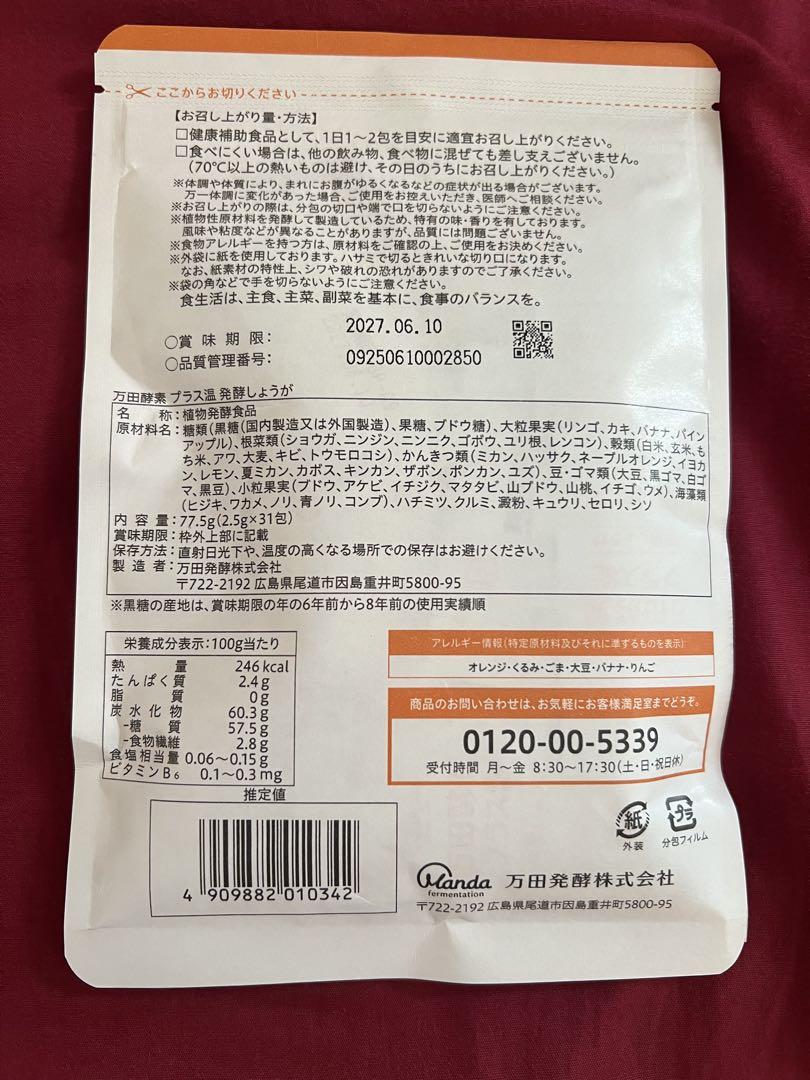 ここからお切りください
【お召し上がり量・方法】
□健康補助食品として、1日1～2包を目安に適宜お召し上がりください。
□食べにくい場合は、他の飲み物、食べ物に混ぜても差し支えございません。
(70℃以上の熱いものは避け、その日のうちにお召し上がりください。)
※体調や体質により、まれにお腹がゆるくなるなどの症状が出る場合がございます。
万一体調に変化があった場合、ご使用をお控えいただき、医師へご相談ください。
※お召し上がりの際は、分包の切口や端で口を切らないようにご注意ください。
※植物性原材料を発酵して製造しているため、特有の味・香りを有しております。
風味や粘度などが異なることがありますが、品質には問題ございません。
※食物アレルギーを持つ方は、原材料をご確認の上、ご使用をお決めください。
※外袋に紙を使用しております。ハサミで切るときれいな切り口になります。
なお、紙素材の特性上、シワや破れの恐れがありますのでご了承ください。
※袋の角などで手を切らないようにご注意ください。
食生活は、主食、主菜、副菜を基本に、食事のバランスを。
○賞味期限: 2027.06.10
○品質管理番号: 09250610002850
万田酵素 プラス温 発酵しょうが
名 称:植物発酵食品
原材料名:糖類(黒糖(国内製造又は外国製造)、果糖、ブドウ糖)、大粒果実(リンゴ、カキ、バナナ、パイン
アップル)、根菜類(ショウガ、ニンジン、ニンニク、ゴボウ、ユリ根、レンコン)、穀類(白米、玄米、も
ち米、アワ、大麦、キビ、トウモロコシ)、かんきつ類(ミカン、ハッサク、ネーブルオレンジ、イヨカ
ン、レモン、夏ミカン、カボス、キンカン、ザボン、ポンカン、ユズ)、豆・ゴマ類(大豆、黒ゴマ、白ゴ
マ、黒豆)、小粒果実(ブドウ、アケビ、イチジク、マタタビ、山ブドウ、山桃、イチゴ、ウメ)、海藻類
(ヒジキ、ワカメ、ノリ、青ノリ、コンブ)、ハチミツ、クルミ、澱粉、キュウリ、セロリ、シソ
内容量:77.5g(2.5g×31包)
賞味期限:枠外上部に記載
保存方法:直射日光下や、温度の高くなる場所での保存はお避けください。
製造者:万田発酵株式会社
〒722-2192 広島県尾道市因島重井町5800-95
※黒糖の産地は、賞味期限の年の6年前から8年前の使用実績順
栄養成分表示:100g当たり
熱量 246kcal
たんぱく質 2.4g
脂質 0g
炭水化物 60.3g
-糖質 57.5g
-食物繊維 2.8g
食塩相当量 0.06～0.15g
ビタミンB6 0.1～0.3mg
推定値
アレルギー情報(特定原材料及びそれに準ずるものを表示)
オレンジ・くるみ・ごま・大豆・バナナ・りんご
商品のお問い合わせは、お気軽にお客様満足室までどうぞ。
0120-00-5339
受付時間 月～金 8:30～17:30(土・日・祝日休)
紙
外装
プラ
分包フィルム
4 909882 010342
Manda
fermentation
万田発酵株式会社
〒722-2192 広島県尾道市因島重井町5800-95